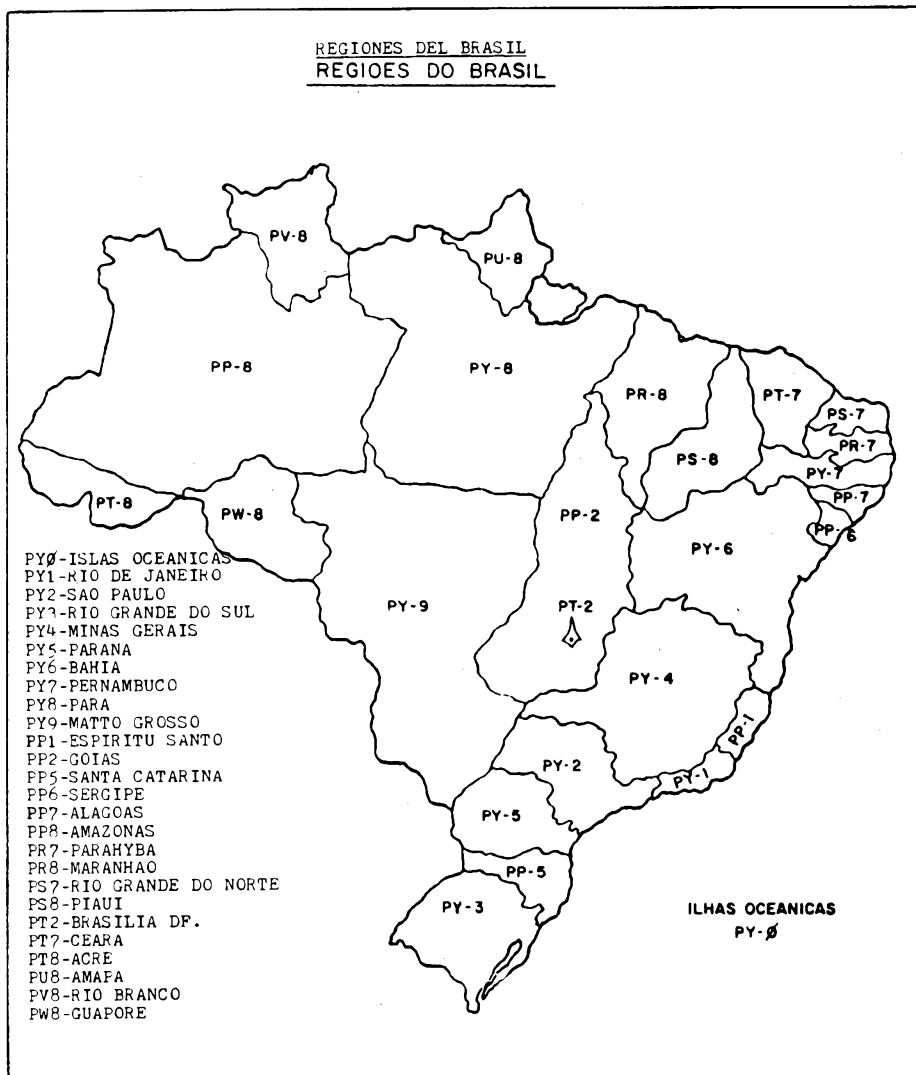 REGIONES DEL BRASIL
REGIOES DO BRASIL
PV-8
PU-8
PP-8
PY-8
PR-8
PT-7
PS-7
PR-7
PS-8
PY-7
PP-7
PT-8
PW-8
PP-2
PP-6
PY-6
PY-9
PT-2
PY-4
PP-1
PY-2
PY-1
PY-5
PP-5
PY-3
PYØ-ISLAS OCEANICAS
PY1-RIO DE JANEIRO
PY2-SAO PAULO
PY3-RIO GRANDE DO SUL
PY4-MINAS GERAIS
PY5-PARANA
PY6-BAHIA
PY7-PERNAMBUCO
PY8-PARA
PY9-MATTO GROSSO
PP1-ESPIRITU SANTO
PP2-GOIAS
PP5-SANTA CATARINA
PP6-SERGIPE
PP7-ALAGOAS
PP8-AMAZONAS
PR7-PARAHYBA
PR8-MARANHAO
PS7-RIO GRANDE DO NORTE
PS8-PIAUI
PT2-BRASILIA DF.
PT7-CEARA
PT8-ACRE
PU8-AMAPA
PV8-RIO BRANCO
PW8-GUAPORE
ILHAS OCEANICAS
PY-Ø